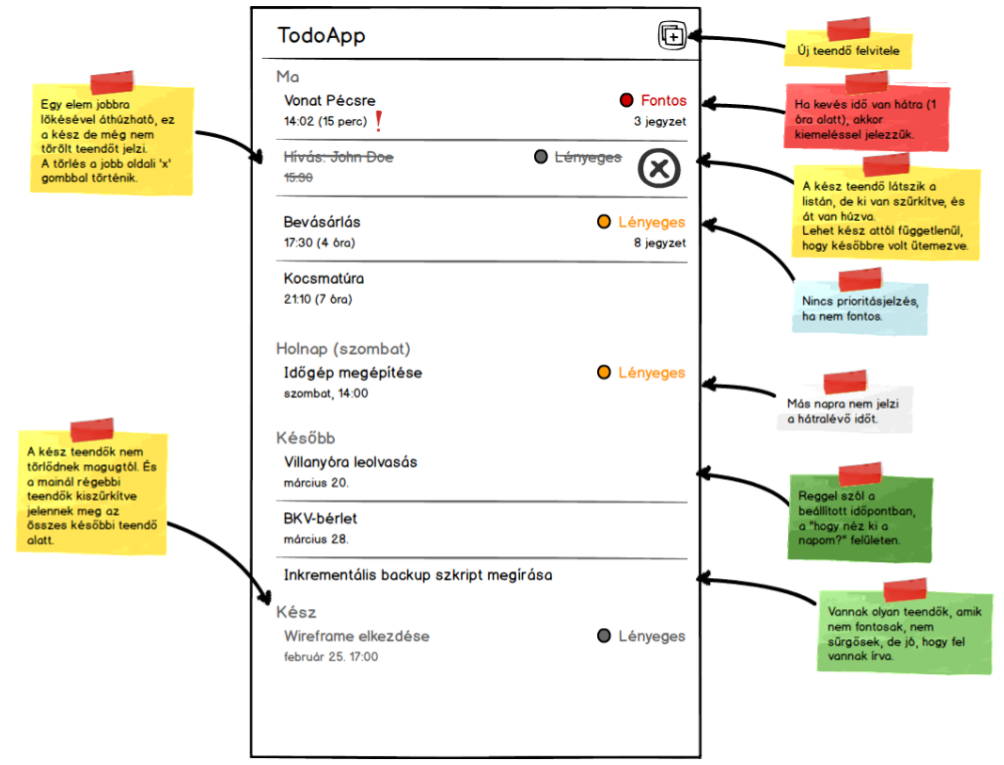 TodoApp
Új teendő felvitele
Egy elem jobbra
lökésével áthúzható, ez
a kész de még nem
törölt teendőt jelzi.
A törlés a jobb oldali 'x'
gombbal történik.
Ma
Vonat Pécsre
Fontos
14:02 (15 perc) !
3 jegyzet
Ha kevés idő van hátra (1
óra alatt), akkor
kiemeléssel jelezzük.
Hívás: John Doe
Lényeges
15:30
A kész teendő látszik a
listán, de ki van szürkítve, és
át van húzva.
Lehet kész attól függetlenül,
hogy későbbre volt ütemezve.
Bevásárlás
Lényeges
17:30 (4 óra)
8 jegyzet
Kocsmatúra
21:10 (7 óra)
Nincs prioritásjelzés,
ha nem fontos.
Holnap (szombat)
Időgép megépítése
Lényeges
szombat, 14:00
Más napra nem jelzi
a hátralévő időt.
Később
Villanyóra leolvasás
március 20.
Reggel szól a
beállított időpontban,
a "hogy néz ki a
napom?" felületen.
BKV-bérlet
március 28.
Inkrementális backup szkript megírása
Vannak olyan teendők, amik
nem fontosak, nem
sürgősek, de jó, hogy fel
vannak írva.
A kész teendők nem
törlődnek magugtól. És
a mainál régebbi
teendők kiszürkítve
jelennek meg az
összes későbbi teendő
alatt.
Kész
Wireframe elkezdése
Lényeges
február 25. 17:00